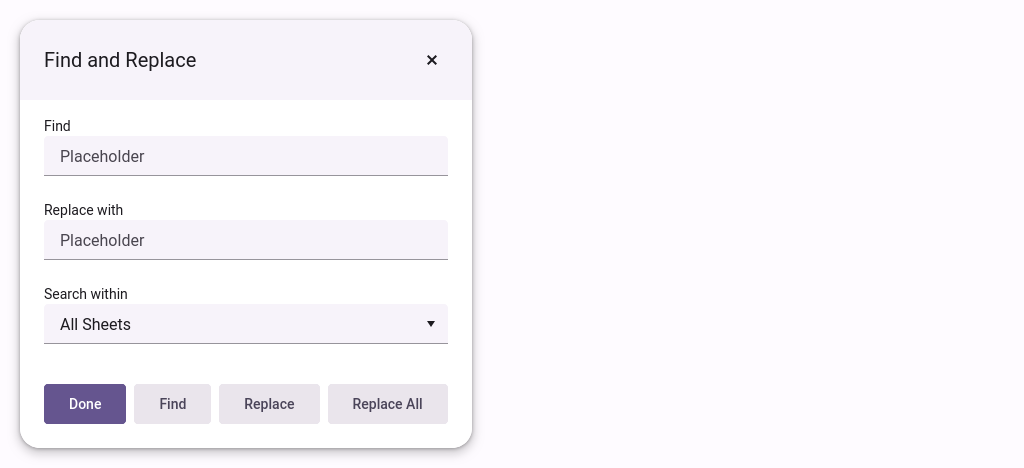 Find and Replace
Find
Placeholder
Replace with
Placeholder
Search within
All Sheets
Done Find Replace Replace All